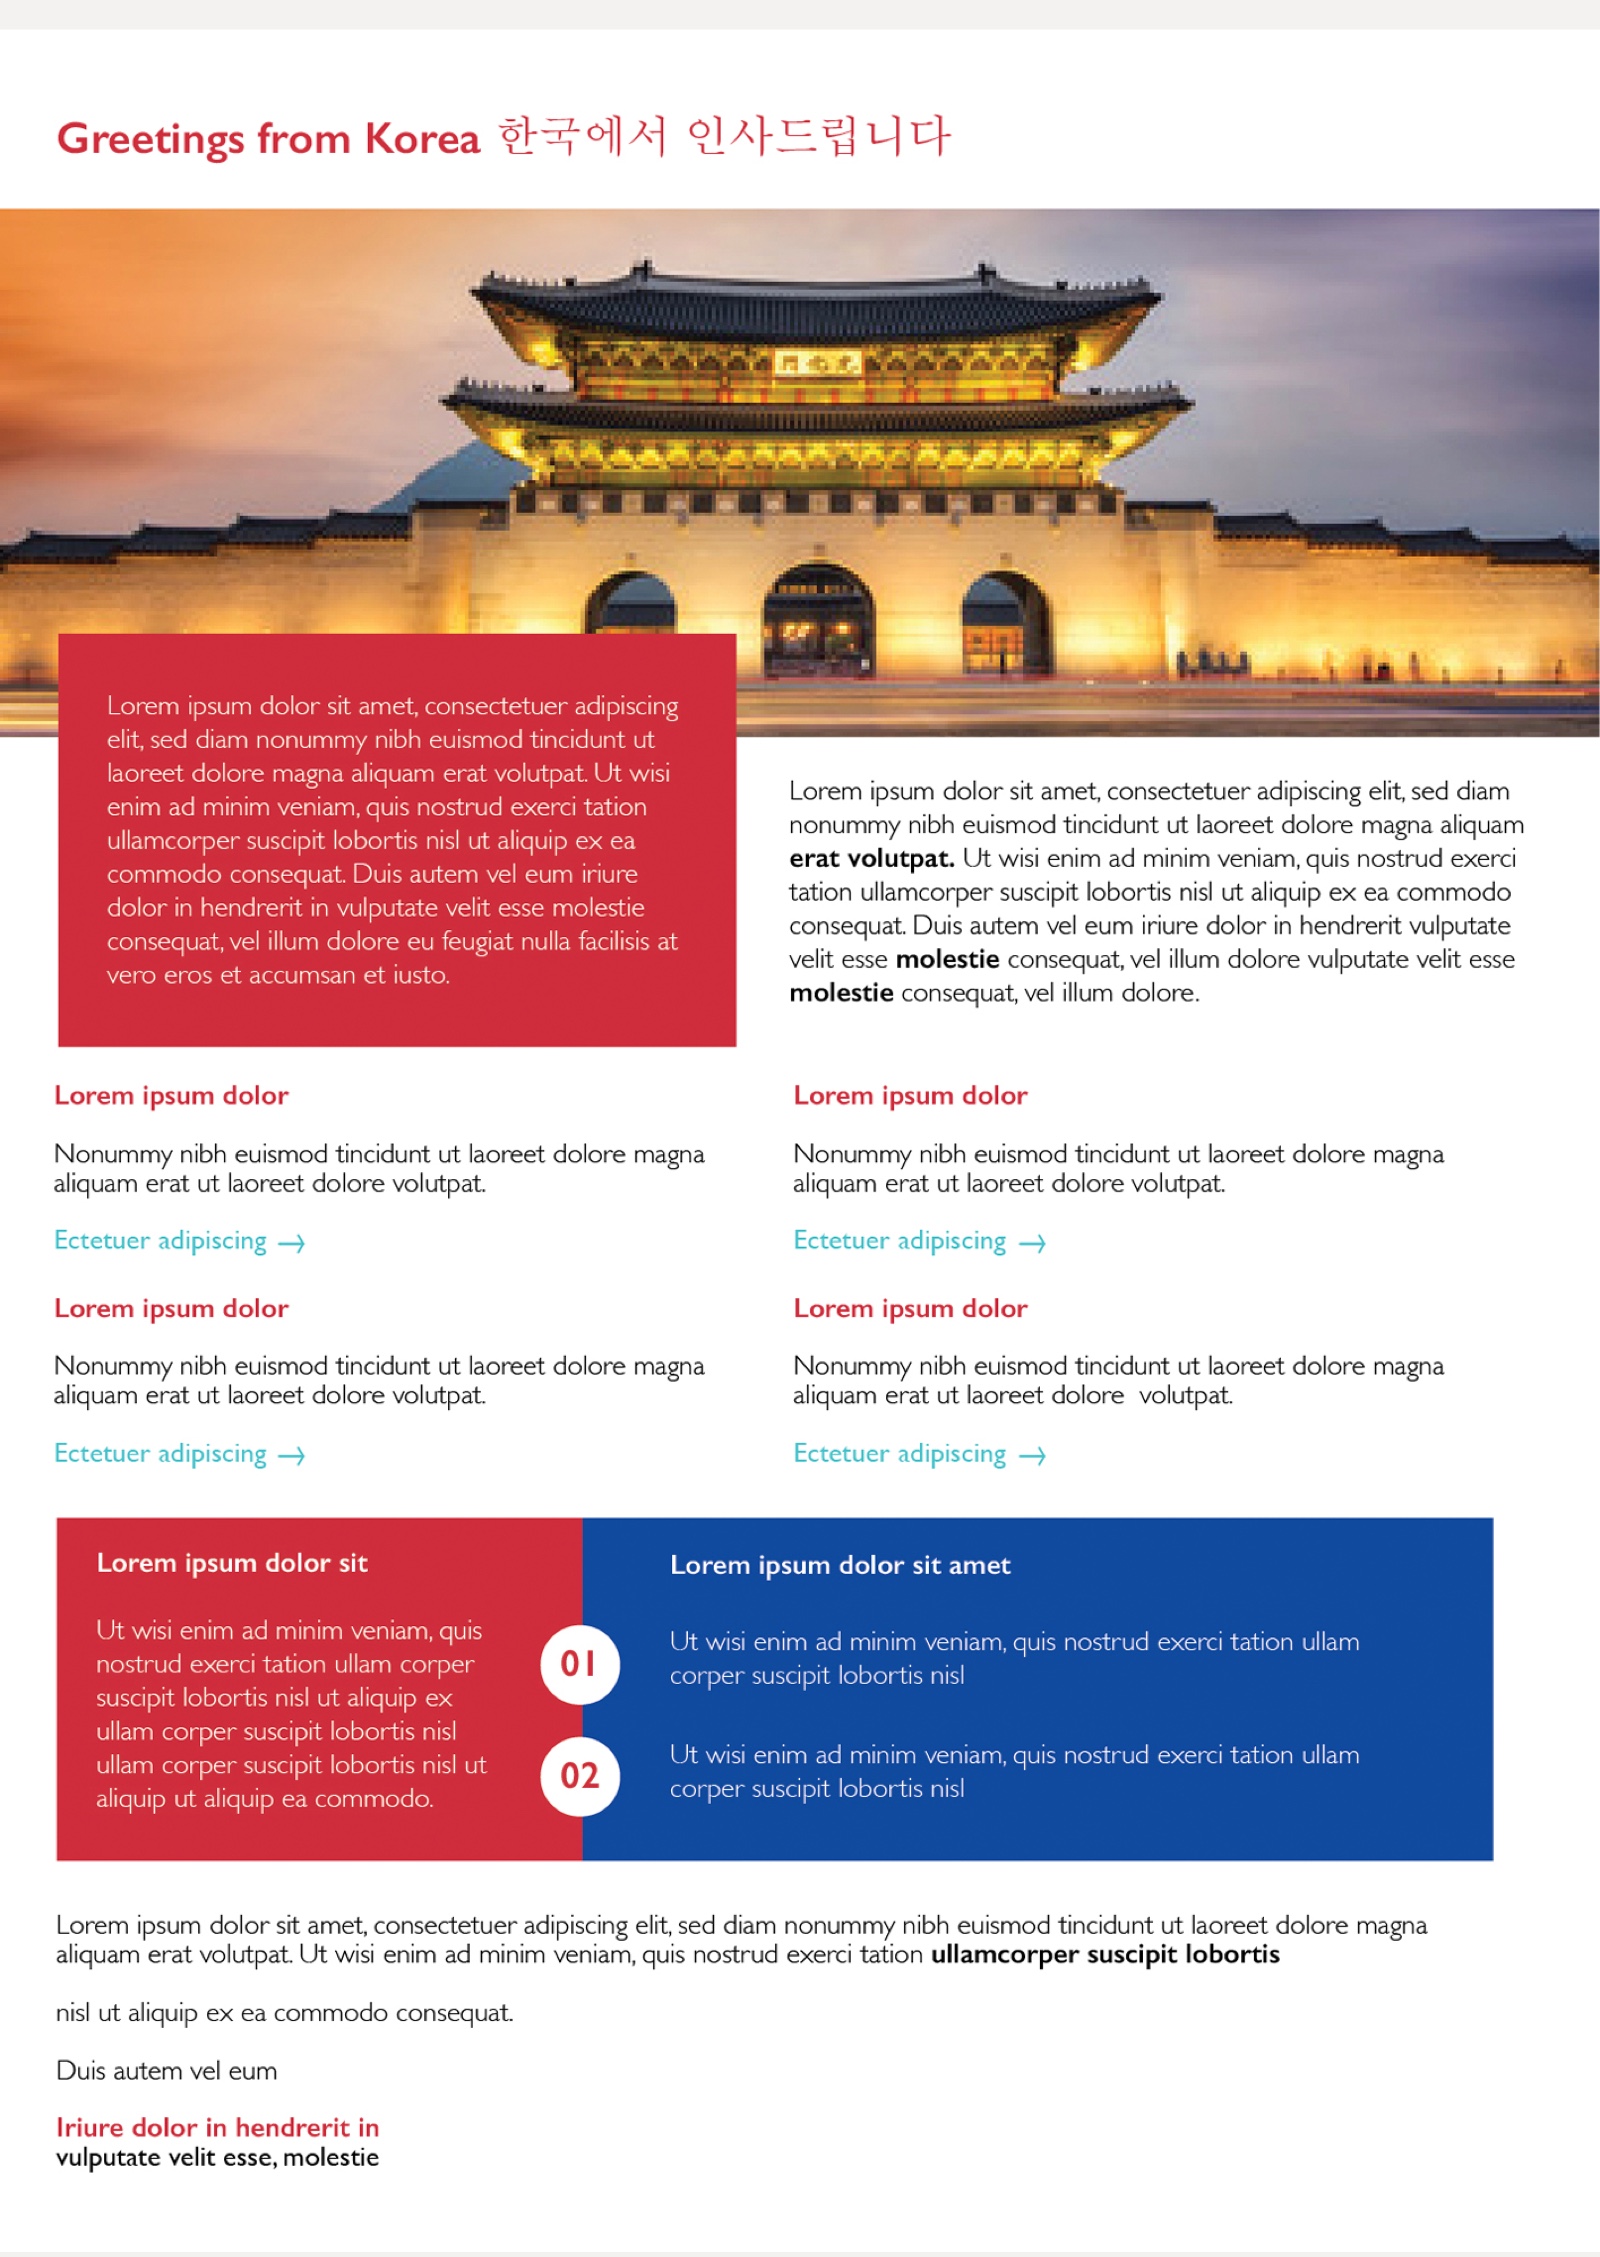 Greetings from Korea 한국에서 인사드립니다
Lorem ipsum dolor sit amet, consectetuer adipiscing
elit, sed diam nonummy nibh euismod tincidunt ut
laoreet dolore magna aliquam erat volutpat. Ut wisi
enim ad minim veniam, quis nostrud exerci tation
ullamcorper suscipit lobortis nisl ut aliquip ex ea
commodo consequat. Duis autem vel eum iriure
dolor in hendrerit in vulputate velit esse molestie
consequat, vel illum dolore eu feugiat nulla facilisis at
vero eros et accumsan et iusto.
Lorem ipsum dolor sit amet, consectetuer adipiscing elit, sed diam
nonummy nibh euismod tincidunt ut laoreet dolore magna aliquam
erat volutpat. Ut wisi enim ad minim veniam, quis nostrud exerci
tation ullamcorper suscipit lobortis nisl ut aliquip ex ea commodo
consequat. Duis autem vel eum iriure dolor in hendrerit vulputate
velit esse molestie consequat, vel illum dolore vulputate velit esse
molestie consequat, vel illum dolore.
Lorem ipsum dolor
Nonummy nibh euismod tincidunt ut laoreet dolore magna
aliquam erat ut laoreet dolore volutpat.
Ectetuer adipiscing →
Lorem ipsum dolor
Nonummy nibh euismod tincidunt ut laoreet dolore magna
aliquam erat ut laoreet dolore volutpat.
Ectetuer adipiscing →
Lorem ipsum dolor
Nonummy nibh euismod tincidunt ut laoreet dolore magna
aliquam erat ut laoreet dolore volutpat.
Ectetuer adipiscing →
Lorem ipsum dolor
Nonummy nibh euismod tincidunt ut laoreet dolore  volutpat.
Ectetuer adipiscing →
Lorem ipsum dolor sit
Ut wisi enim ad minim veniam, quis
nostrud exerci tation ullam corper
suscipit lobortis nisl ut aliquip ex
ullam corper suscipit lobortis nisl
ullam corper suscipit lobortis nisl ut
aliquip ut aliquip ea commodo.
Lorem ipsum dolor sit amet
01
Ut wisi enim ad minim veniam, quis nostrud exerci tation ullam
corper suscipit lobortis nisl
02
Ut wisi enim ad minim veniam, quis nostrud exerci tation ullam
corper suscipit lobortis nisl
Lorem ipsum dolor sit amet, consectetuer adipiscing elit, sed diam nonummy nibh euismod tincidunt ut laoreet dolore magna
aliquam erat volutpat. Ut wisi enim ad minim veniam, quis nostrud exerci tation ullamcorper suscipit lobortis
nisl ut aliquip ex ea commodo consequat.
Duis autem vel eum
Iriure dolor in hendrerit in
vulputate velit esse, molestie